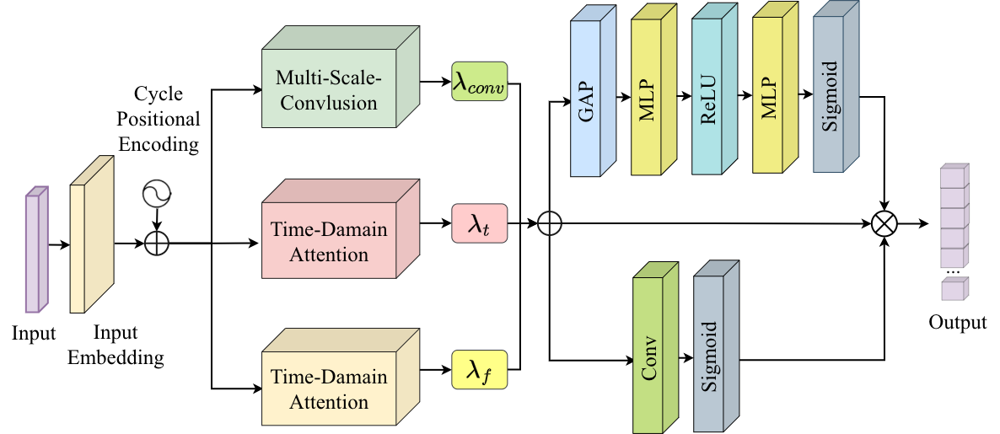 Cycle
Positional
Encoding
Input
Input
Embedding
Multi-Scale-
Convlusion
λconv
Time-Damain
Attention
λt
Time-Damain
Attention
λf
GAP
MLP
ReLU
MLP
Sigmoid
Conv
Sigmoid
...
Output